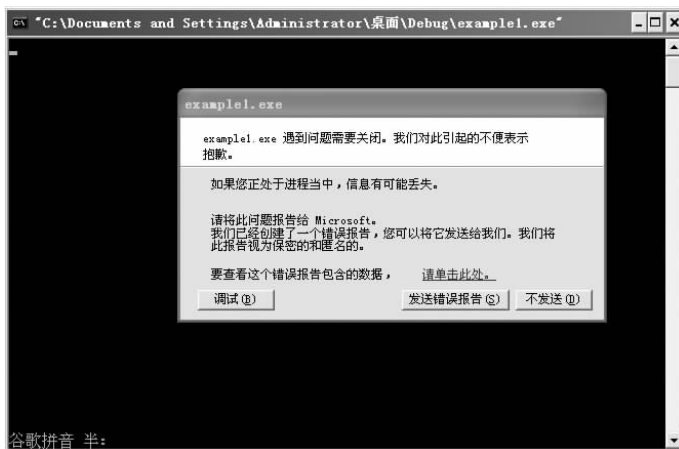 "C:\Documents and Settings\Administrator\桌面\Debug\example1.exe"
example1.exe
example1.exe 遇到问题需要关闭。我们对此引起的不便表示
抱歉。
如果您正处于进程当中，信息有可能丢失。
请将此问题报告给 Microsoft。
我们已经创建了一个错误报告，您可以将它发送给我们。我们将
此报告视为保密的和匿名的。
要查看这个错误报告包含的数据， 请单击此处。
调试(B) 发送错误报告(S) 不发送(D)
谷歌拼音 半: